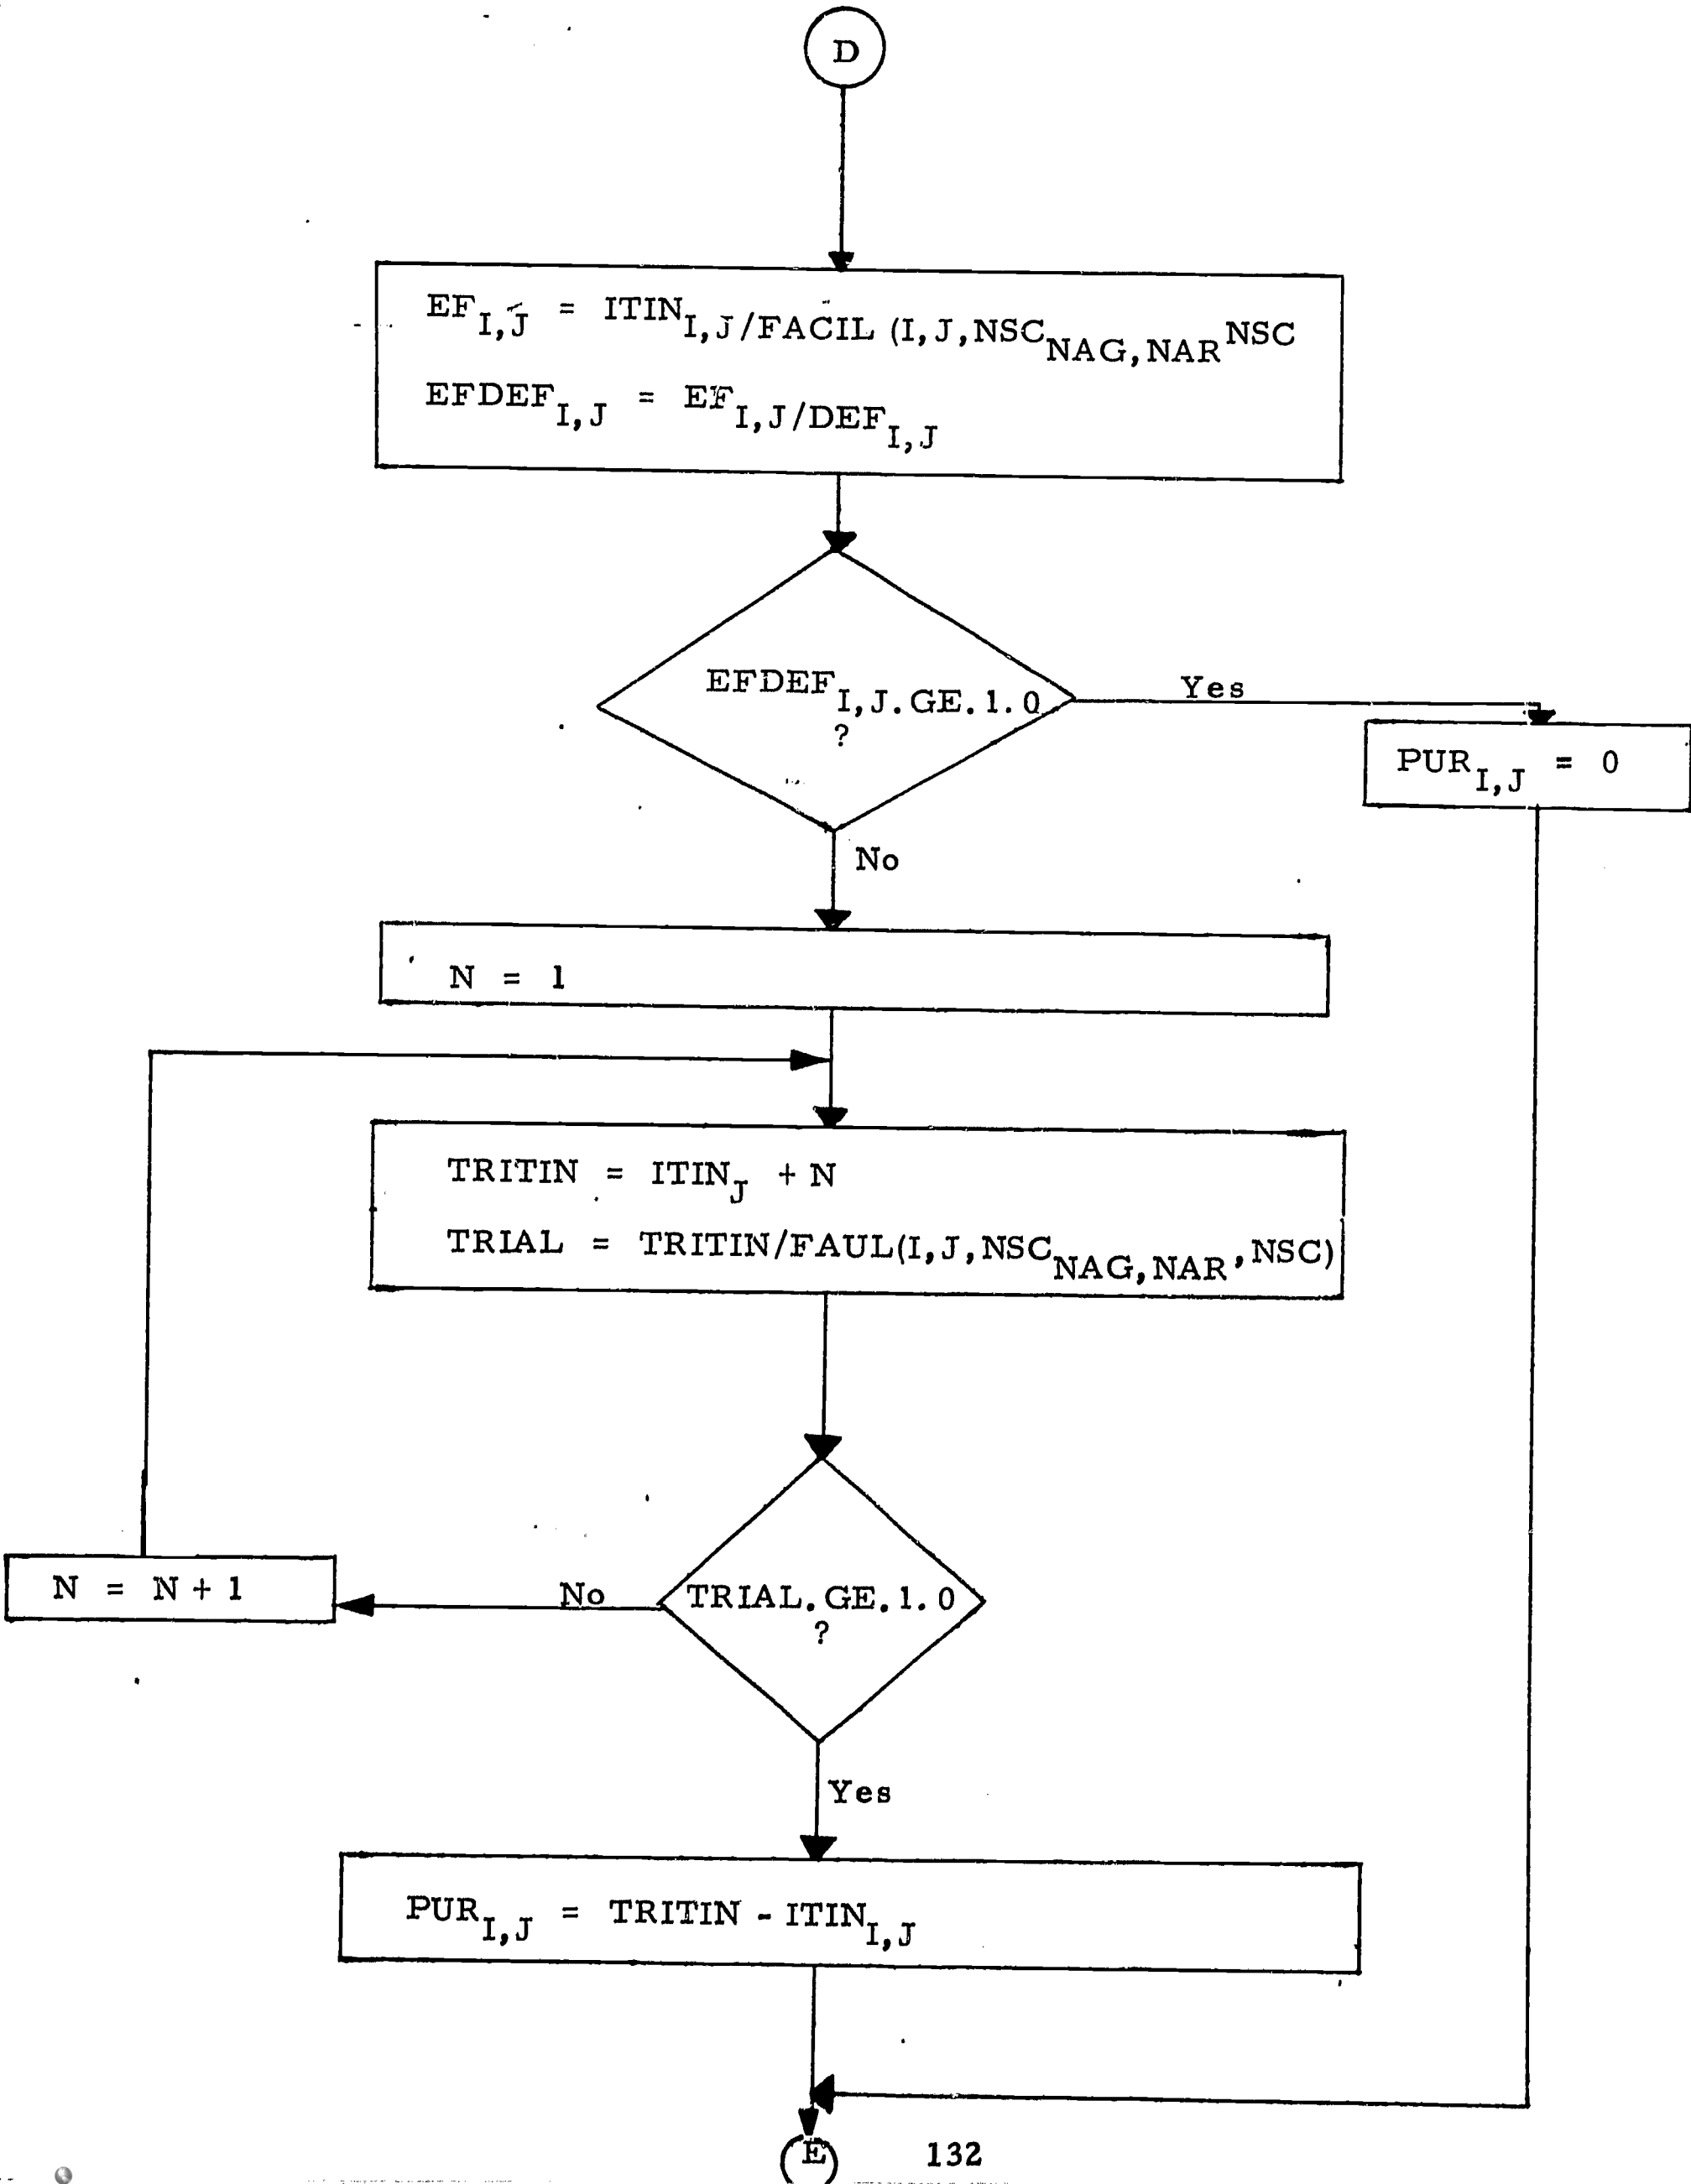 D
EF I,J = ITIN I,J/FACIL (I,J,NSC NAG,NAR NSC
EFDEF I,J = EF I,J/DEF I,J
EFDEF I,J.GE.1.0
?
Yes
PUR I,J = 0
No
N = 1
TRITIN = ITIN J + N
TRIAL = TRITIN/FAUL(I,J,NSC NAG,NAR, NSC)
N = N + 1
No
TRIAL.GE.1.0
?
Yes
PUR I,J = TRITIN - ITIN I,J
E
132